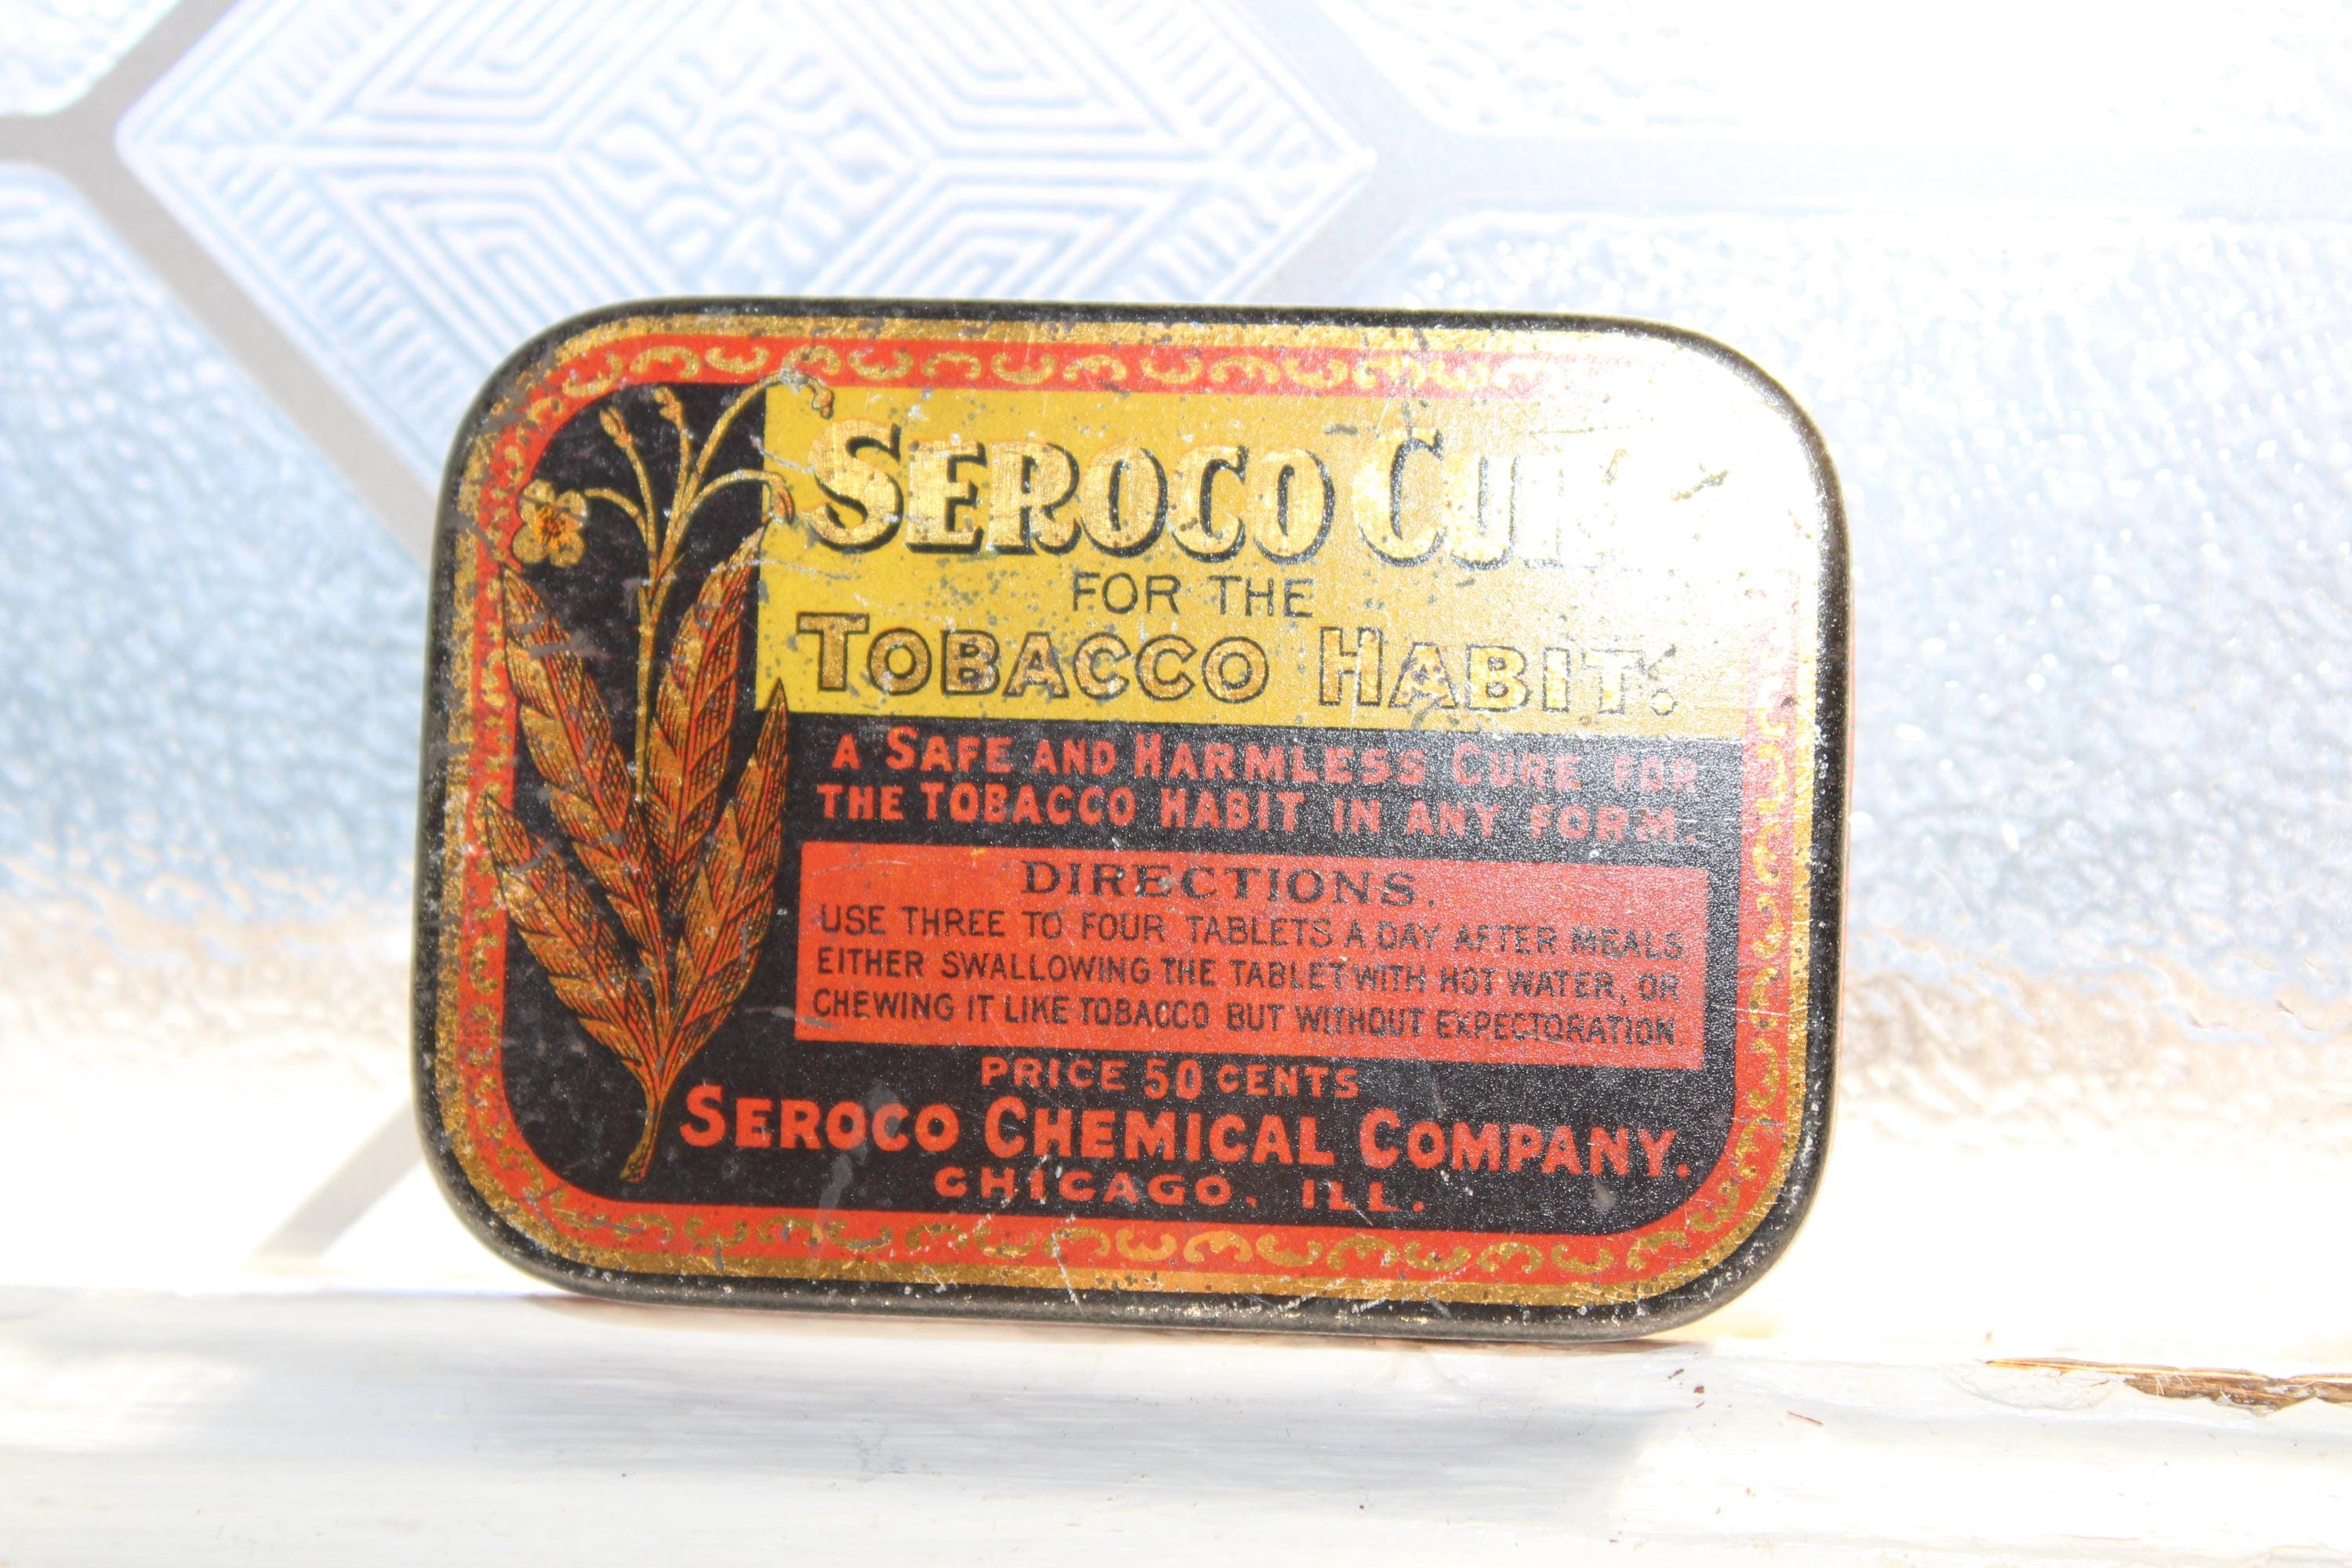 SEROCO CURE
FOR THE
TOBACCO HABIT.
A SAFE AND HARMLESS CURE FOR
THE TOBACCO HABIT IN ANY FORM.
DIRECTIONS.
USE THREE TO FOUR TABLETS A DAY AFTER MEALS
EITHER SWALLOWING THE TABLET WITH HOT WATER, OR
CHEWING IT LIKE TOBACCO BUT WITHOUT EXPECTORATION.
PRICE 50 CENTS
SEROCO CHEMICAL COMPANY.
CHICAGO, ILL.